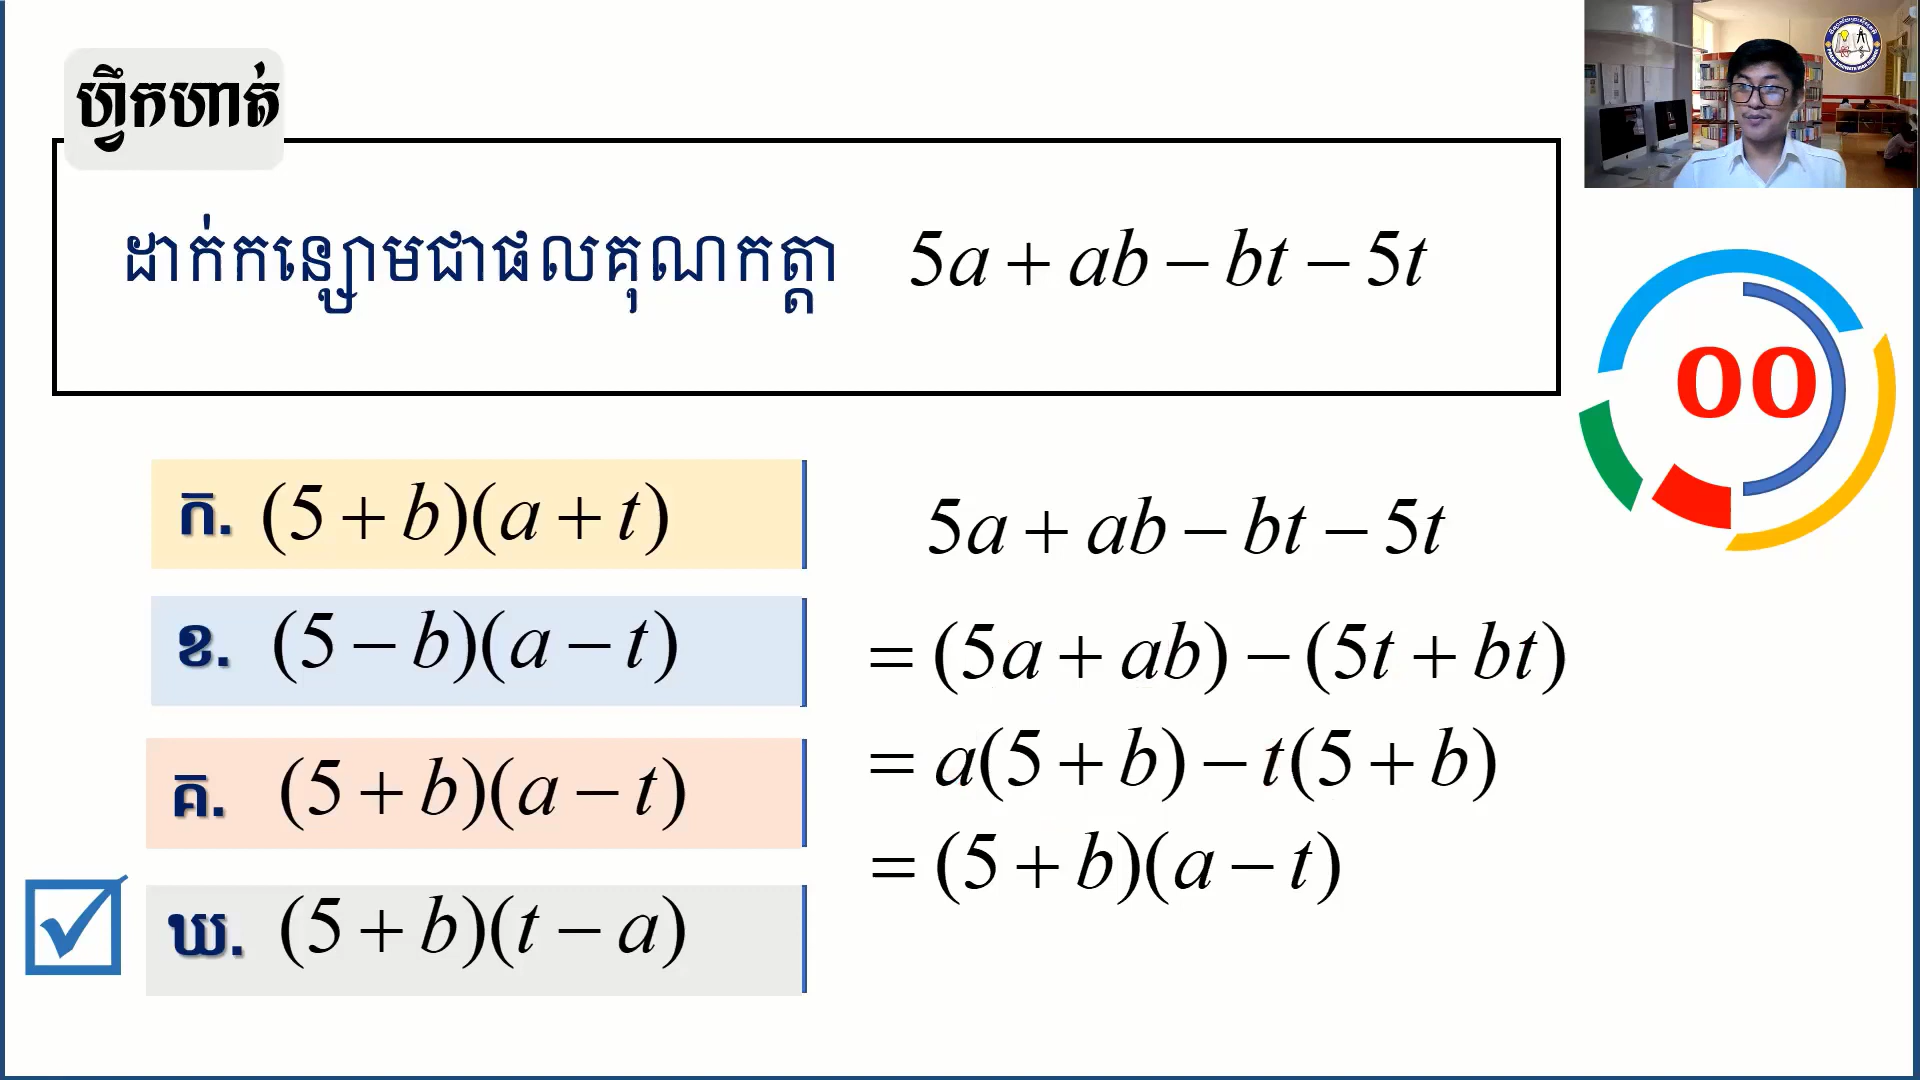 ហ្វឹកហាត់
ដាក់កន្សោមជាផលគុណកត្តា 5a + ab − bt − 5t
00
ក. (5 + b)(a + t)
ខ. (5 − b)(a − t)
គ. (5 + b)(a − t)
ឃ. (5 + b)(t − a)
5a + ab − bt − 5t
= (5a + ab) − (5t + bt)
= a(5 + b) − t(5 + b)
= (5 + b)(a − t)